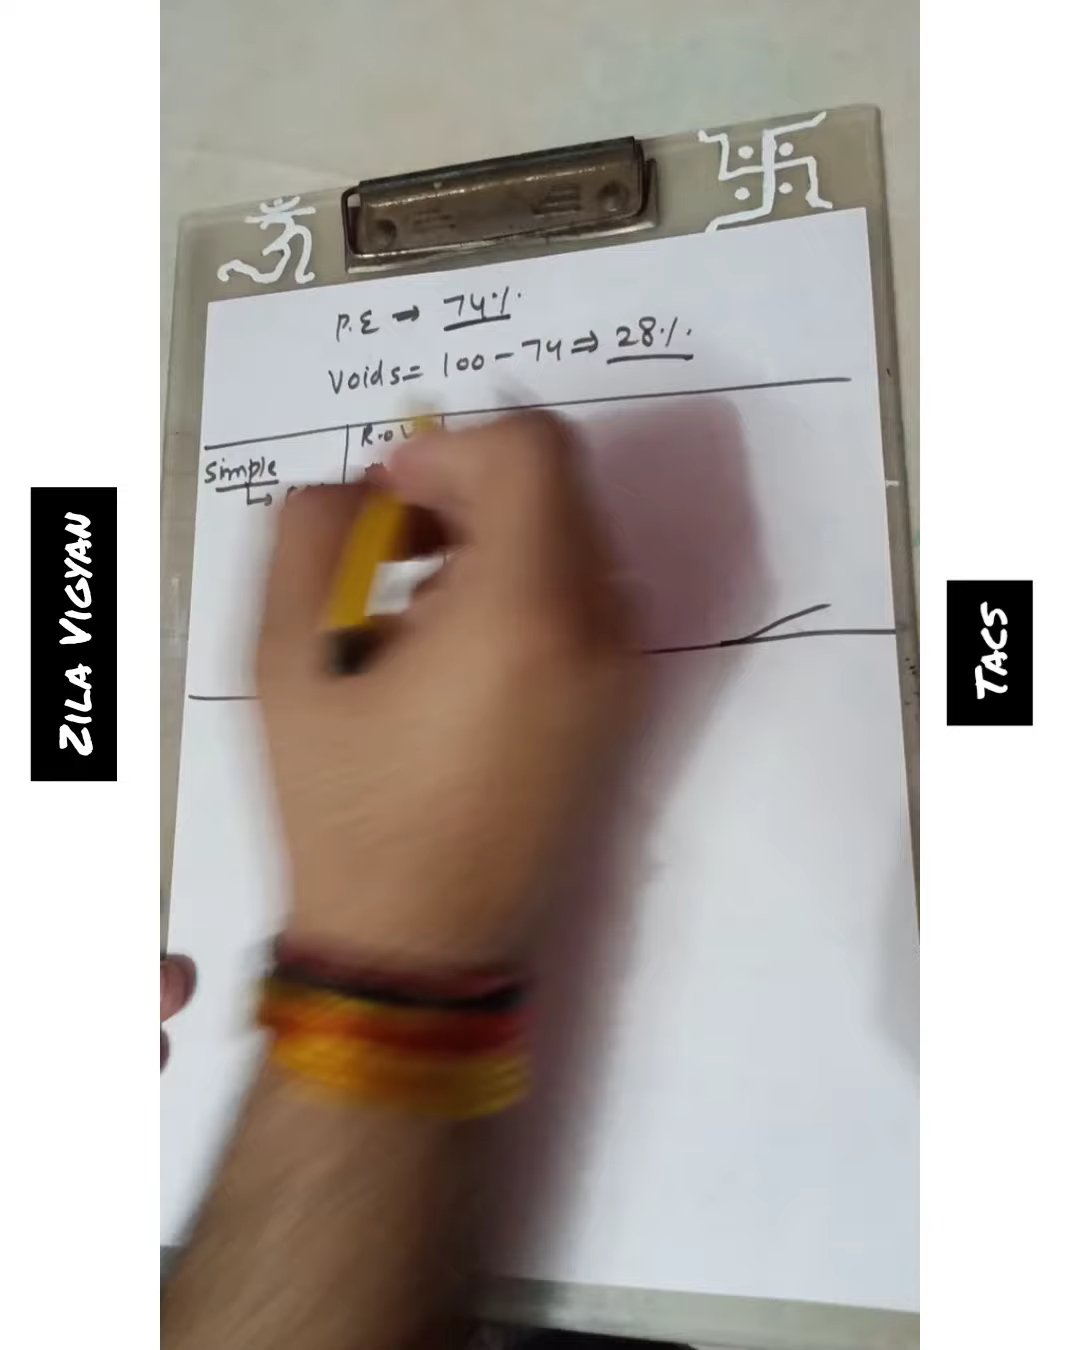 P.E → 74%.
Voids = 100 - 74 ⇒ 28%.
R.O
Simple
ZILA VIGYAN
TACS